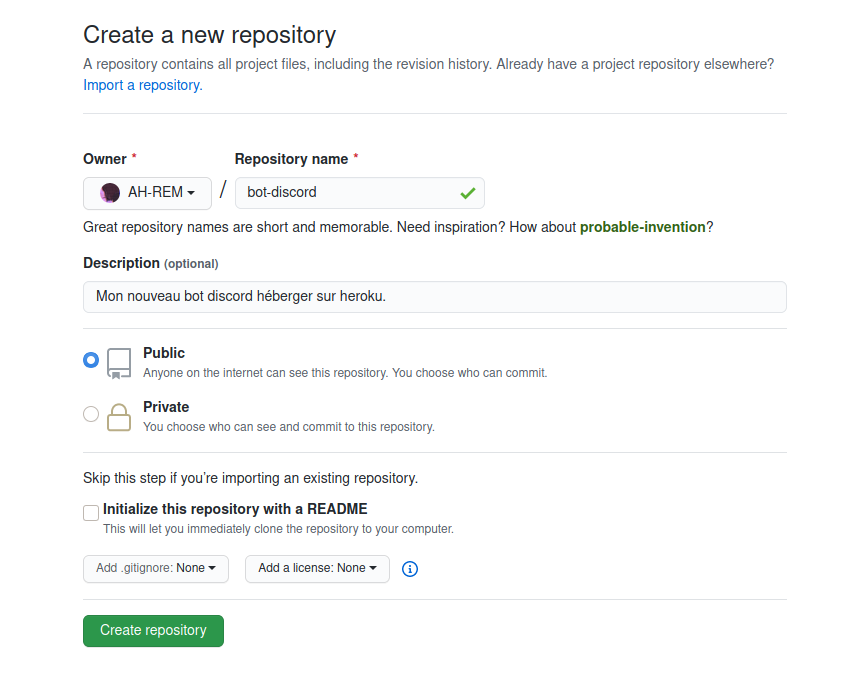 Create a new repository
A repository contains all project files, including the revision history. Already have a project repository elsewhere?
Import a repository.
Owner *
Repository name *
AH-REM / bot-discord
Great repository names are short and memorable. Need inspiration? How about probable-invention?
Description (optional)
Mon nouveau bot discord héberger sur heroku.
Public
Anyone on the internet can see this repository. You choose who can commit.
Private
You choose who can see and commit to this repository.
Skip this step if you're importing an existing repository.
Initialize this repository with a README
This will let you immediately clone the repository to your computer.
Add .gitignore: None
Add a license: None
Create repository